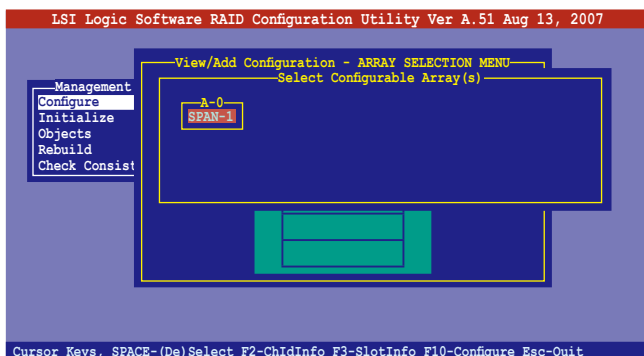 LSI Logic Software RAID Configuration Utility Ver A.51 Aug 13, 2007
View/Add Configuration - ARRAY SELECTION MENU
Select Configurable Array(s)
Management
A-0
Configure
SPAN-1
Initialize
Objects
Rebuild
Check Consist
Cursor Keys, SPACE-(De)Select F2-ChIdInfo F3-SlotInfo F10-Configure Esc-Quit